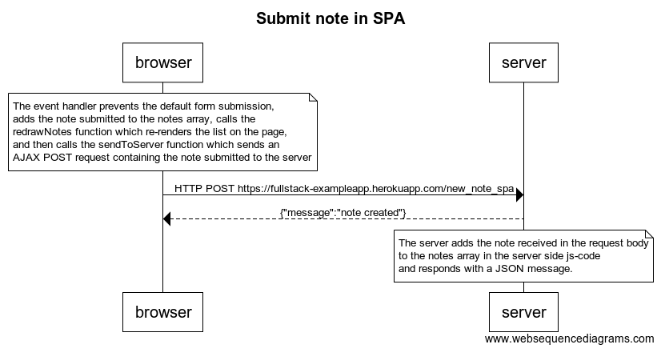 Submit note in SPA
browser
server
The event handler prevents the default form submission,
adds the note submitted to the notes array, calls the
redrawNotes function which re-renders the list on the page,
and then calls the sendToServer function which sends an
AJAX POST request containing the note submitted to the server
HTTP POST https://fullstack-exampleapp.herokuapp.com/new_note_spa
{"message":"note created"}
The server adds the note received in the request body
to the notes array in the server side js-code
and responds with a JSON message.
browser
server
www.websequencediagrams.com